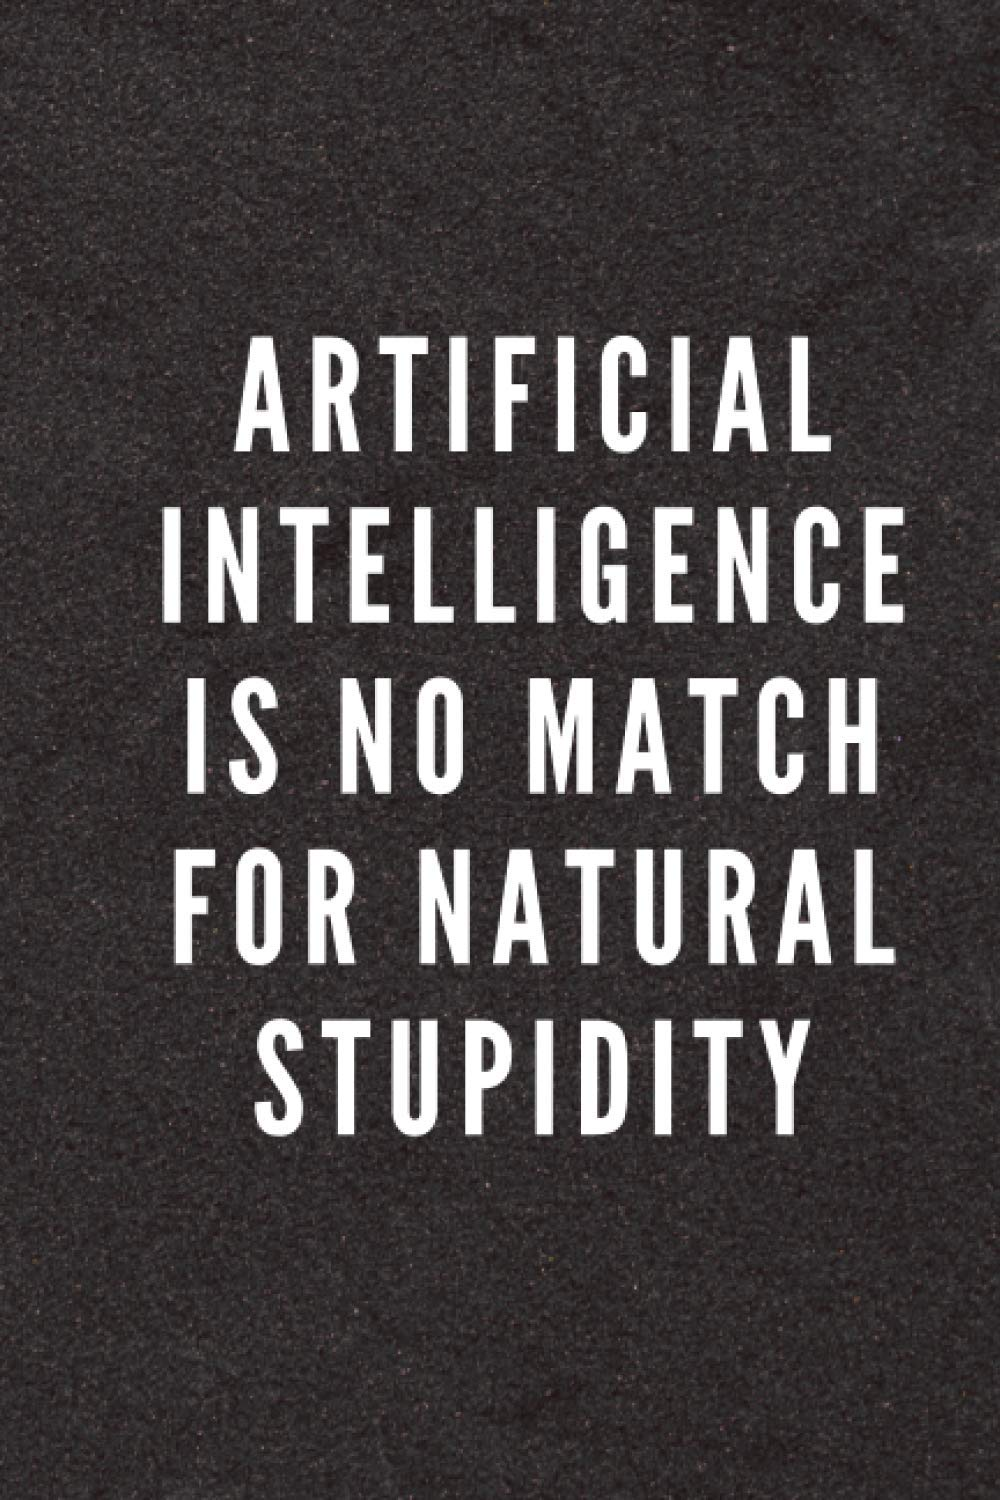 ARTIFICIAL
INTELLIGENCE
IS NO MATCH
FOR NATURAL
STUPIDITY